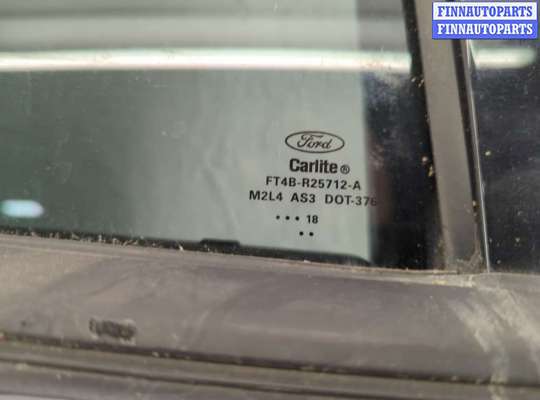 FINNAUTOPARTS
FINNAUTOPARTS
Ford
Carlite®
FT4B-R25712-A
M2L4 AS3 DOT-376
••• 18
••